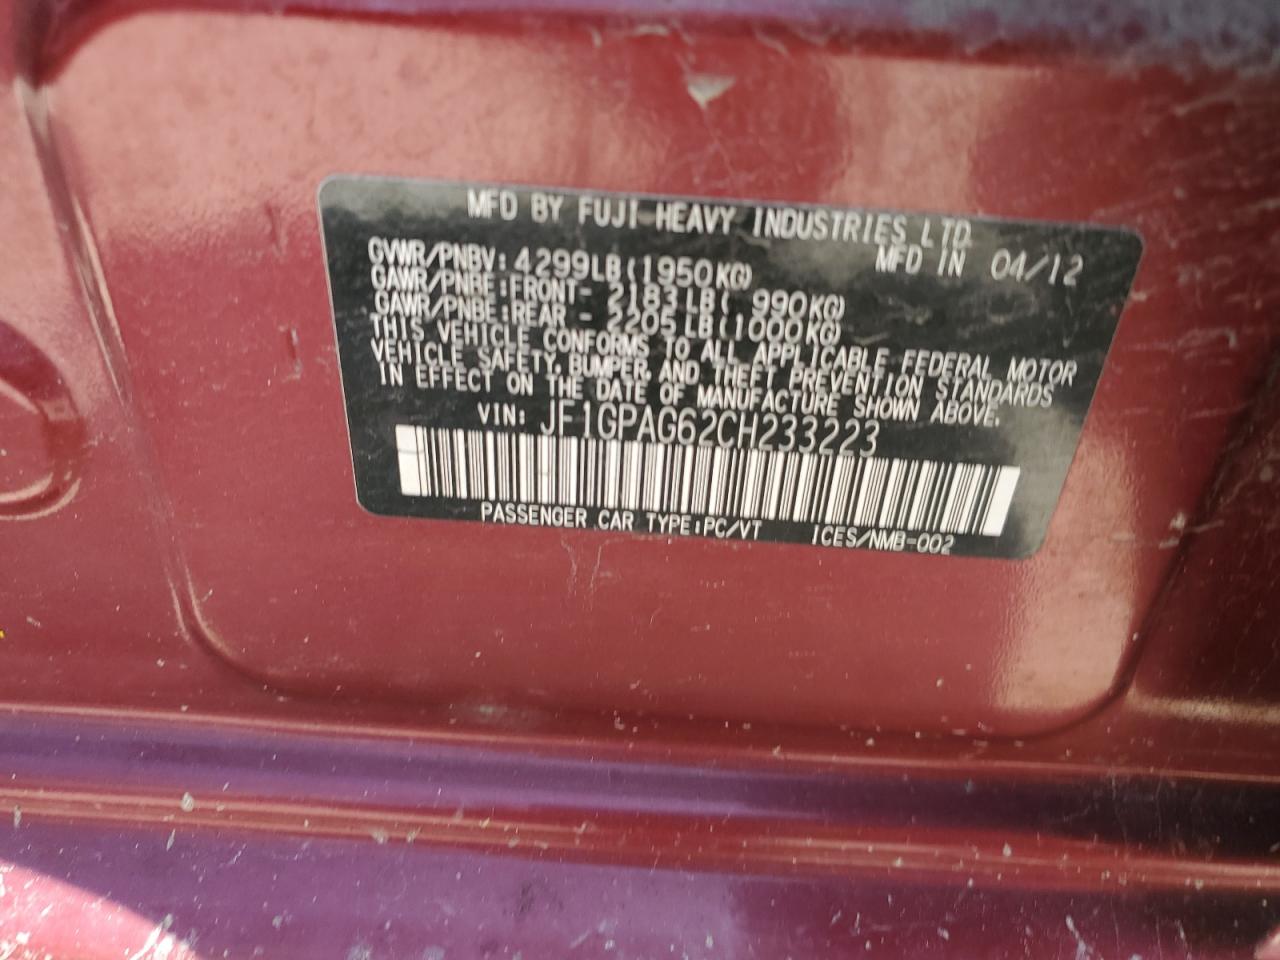 MFD BY FUJI HEAVY INDUSTRIES LTD.
MFD IN 04/12
GVWR/PNBV: 4299LB(1950KG)
GAWR/PNBE:FRONT- 2183LB( 990KG)
GAWR/PNBE:REAR - 2205LB(1000KG)
THIS VEHICLE CONFORMS TO ALL APPLICABLE FEDERAL MOTOR
VEHICLE SAFETY, BUMPER, AND THEFT PREVENTION STANDARDS
IN EFFECT ON THE DATE OF MANUFACTURE SHOWN ABOVE.
VIN: JF1GPAG62CH233223
PASSENGER CAR TYPE:PC/VT ICES/NMB-002